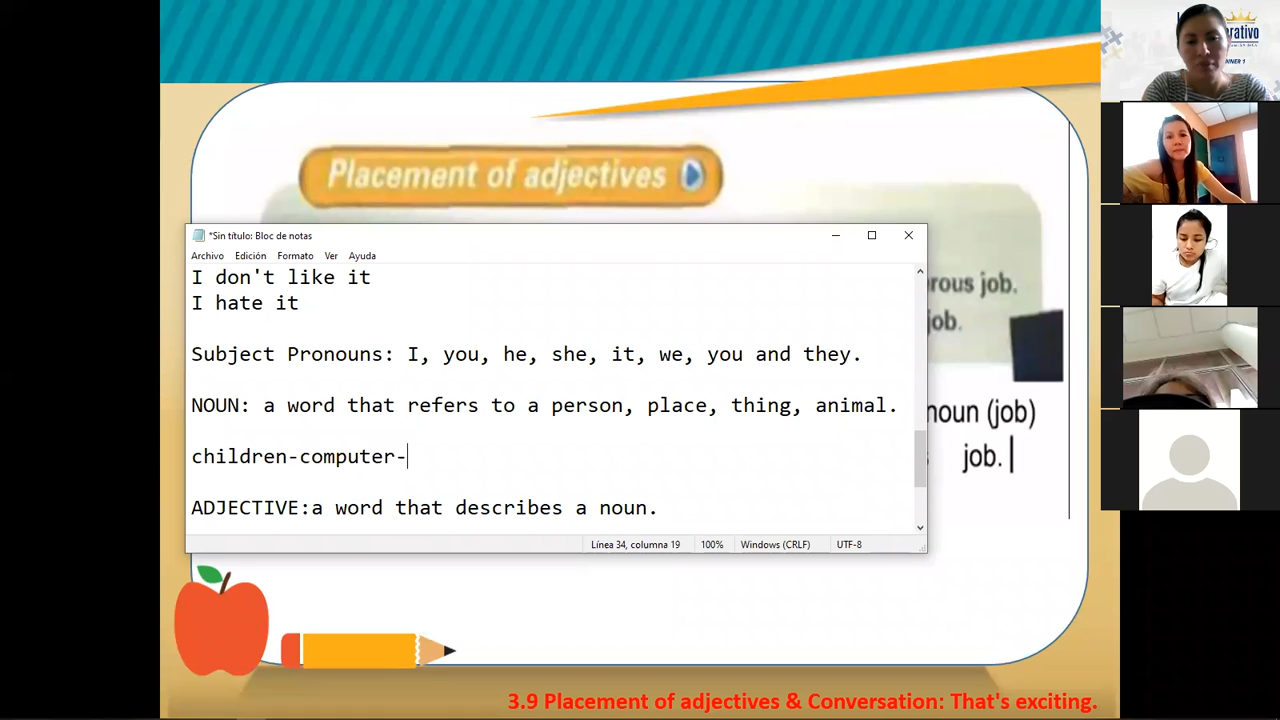 Placement of adjectives
*Sin título: Bloc de notas
Archivo Edición Formato Ver Ayuda
I don't like it
I hate it
Subject Pronouns: I, you, he, she, it, we, you and they.
NOUN: a word that refers to a person, place, thing, animal.
children-computer-
ADJECTIVE:a word that describes a noun.
Línea 34, columna 19 100% Windows (CRLF) UTF-8
rous job.
job.
noun (job)
job.
3.9 Placement of adjectives & Conversation: That's exciting.